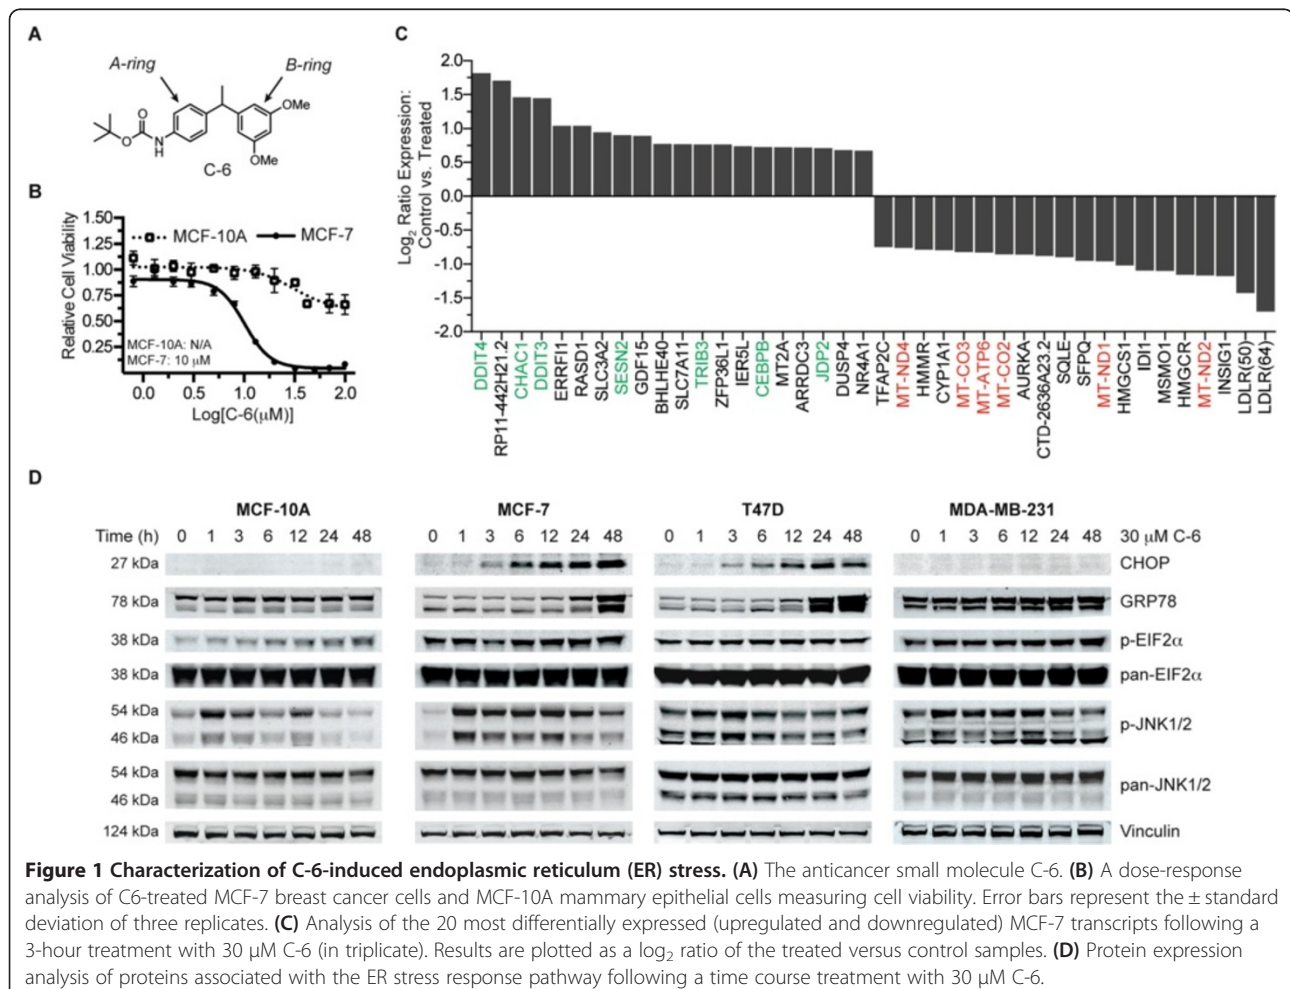 A
A-ring
B-ring
O
O
N
H
OMe
OMe
C-6
B
Relative Cell Viability
1.50
1.25
1.00
0.75
0.50
0.25
MCF-10A
MCF-7
MCF-10A: N/A
MCF-7: 10 μM
0.0 0.5 1.0 1.5 2.0
Log[C-6(μM)]
C
Log2 Ratio Expression:
Control vs. Treated
2.0
1.5
1.0
0.5
0.0
-0.5
-1.0
-1.5
-2.0
DDIT4
RP11-442H21.2
CHAC1
DDIT3
ERRFI1
RASD1
SLC3A2
SESN2
GDF15
BHLHE40
SLC7A11
TRIB3
ZFP36L1
IER5L
CEBPB
MT2A
ARRDC3
JDP2
DUSP4
NR4A1
TFAP2C
MT-ND4
HMMR
CYP1A1
MT-CO3
MT-ATP6
MT-CO2
AURKA
CTD-2636A23.2
SQLE
SFPQ
MT-ND1
HMGCS1
IDI1
MSMO1
HMGCR
MT-ND2
INSIG1
LDLR(50)
LDLR(64)
D
MCF-10A MCF-7 T47D MDA-MB-231
Time (h) 0 1 3 6 12 24 48 0 1 3 6 12 24 48 0 1 3 6 12 24 48 0 1 3 6 12 24 48 30 μM C-6
27 kDa CHOP
78 kDa GRP78
38 kDa p-EIF2α
38 kDa pan-EIF2α
54 kDa
p-JNK1/2
46 kDa
54 kDa
pan-JNK1/2
46 kDa
124 kDa Vinculin
Figure 1 Characterization of C-6-induced endoplasmic reticulum (ER) stress. (A) The anticancer small molecule C-6. (B) A dose-response
analysis of C6-treated MCF-7 breast cancer cells and MCF-10A mammary epithelial cells measuring cell viability. Error bars represent the ± standard
deviation of three replicates. (C) Analysis of the 20 most differentially expressed (upregulated and downregulated) MCF-7 transcripts following a
3-hour treatment with 30 μM C-6 (in triplicate). Results are plotted as a log2 ratio of the treated versus control samples. (D) Protein expression
analysis of proteins associated with the ER stress response pathway following a time course treatment with 30 μM C-6.